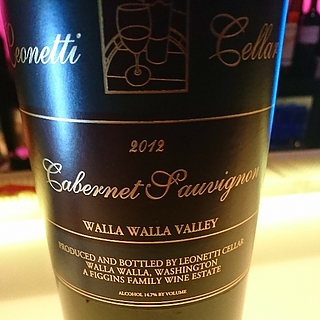 Leonetti Cellar
2012
Cabernet Sauvignon
WALLA WALLA VALLEY
PRODUCED AND BOTTLED BY LEONETTI CELLAR
WALLA WALLA, WASHINGTON
A FIGGINS FAMILY WINE ESTATE
ALCOHOL 14.7% BY VOLUME